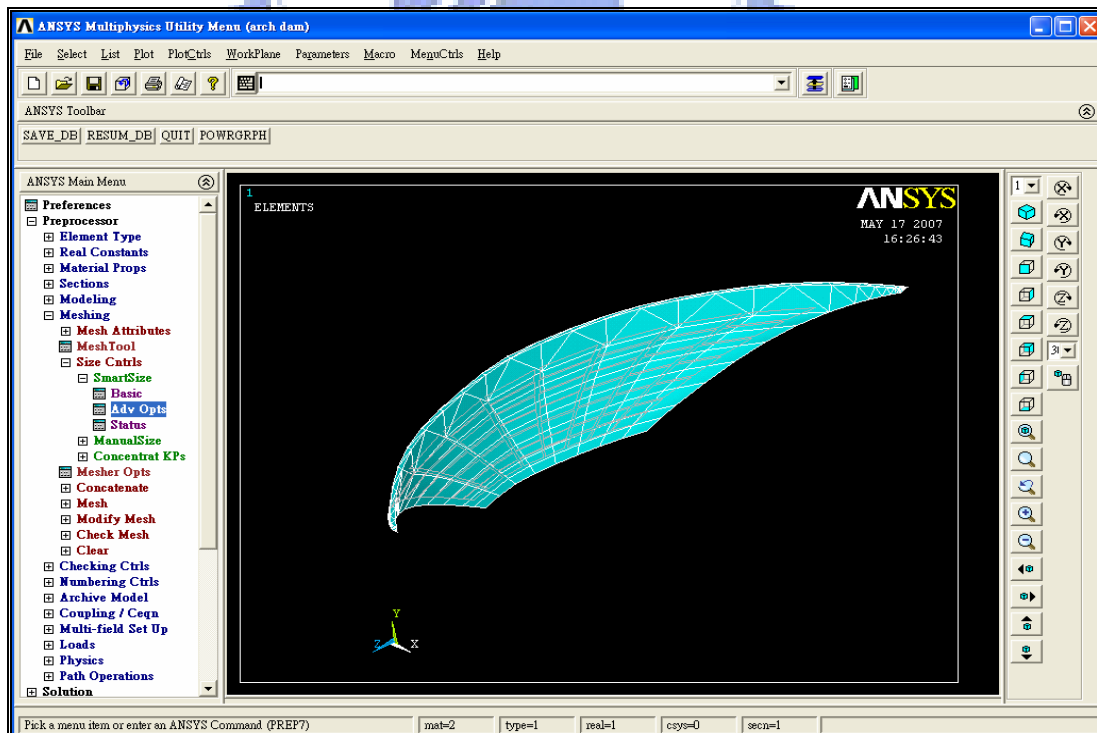 ANSYS Multiphysics Utility Menu (arch dam)
File Select List Plot PlotCtrls WorkPlane Parameters Macro MenuCtrls Help
ANSYS Toolbar
SAVE_DB RESUM_DB QUIT POWRGRPH
ANSYS Main Menu
Preferences
Preprocessor
Element Type
Real Constants
Material Props
Sections
Modeling
Meshing
Mesh Attributes
MeshTool
Size Cntrls
SmartSize
Basic
Adv Opts
Status
ManualSize
Concentrat KPs
Mesher Opts
Concatenate
Mesh
Modify Mesh
Check Mesh
Clear
Checking Ctrls
Numbering Ctrls
Archive Model
Coupling / Ceqn
Multi-field Set Up
Loads
Physics
Path Operations
Solution
1
ELEMENTS
ANSYS
MAY 17 2007
16:26:43
Y
Z
X
1
X
X
Y
Y
Z
Z
Pick a menu item or enter an ANSYS Command (PREP7)
mat=2
type=1
real=1
csys=0
secn=1